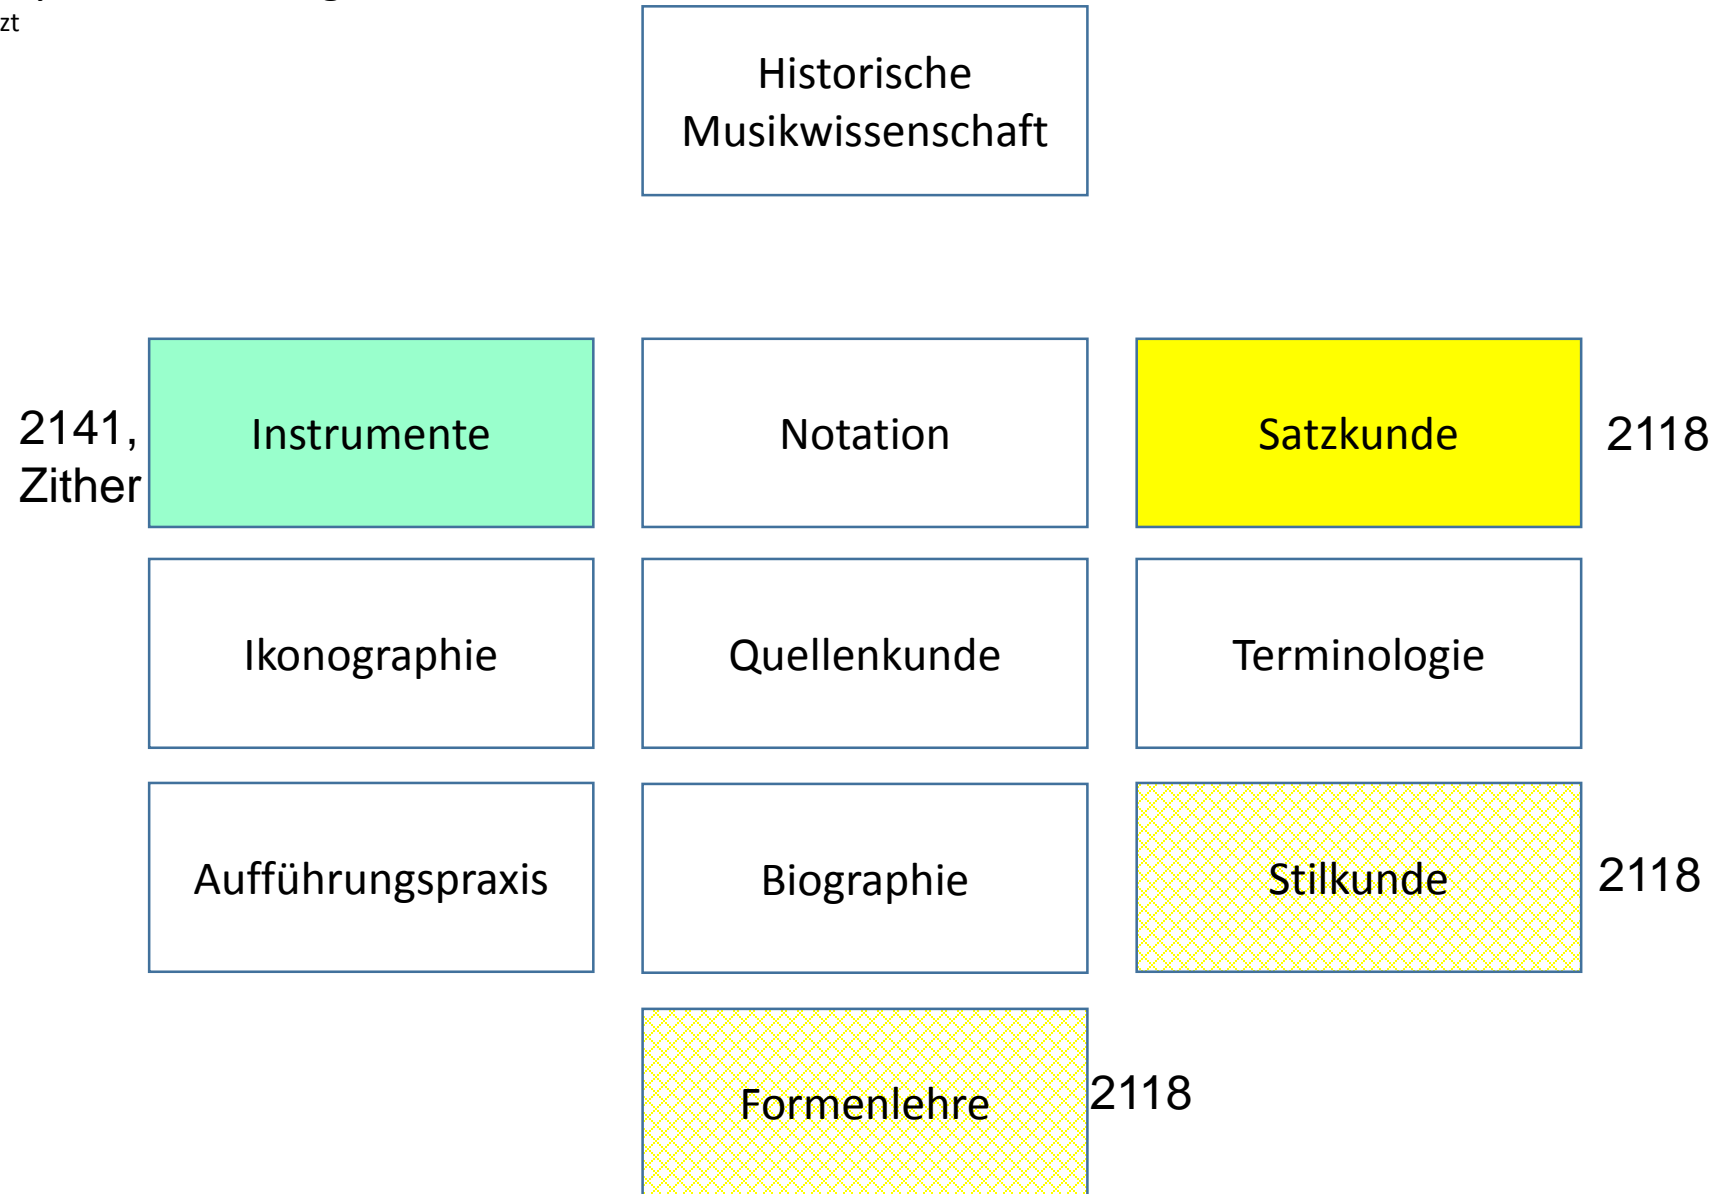 zt
Historische
Musikwissenschaft
2141,
Zither
Instrumente
Notation
Satzkunde
2118
Ikonographie
Quellenkunde
Terminologie
Aufführungspraxis
Biographie
Stilkunde
2118
Formenlehre
2118